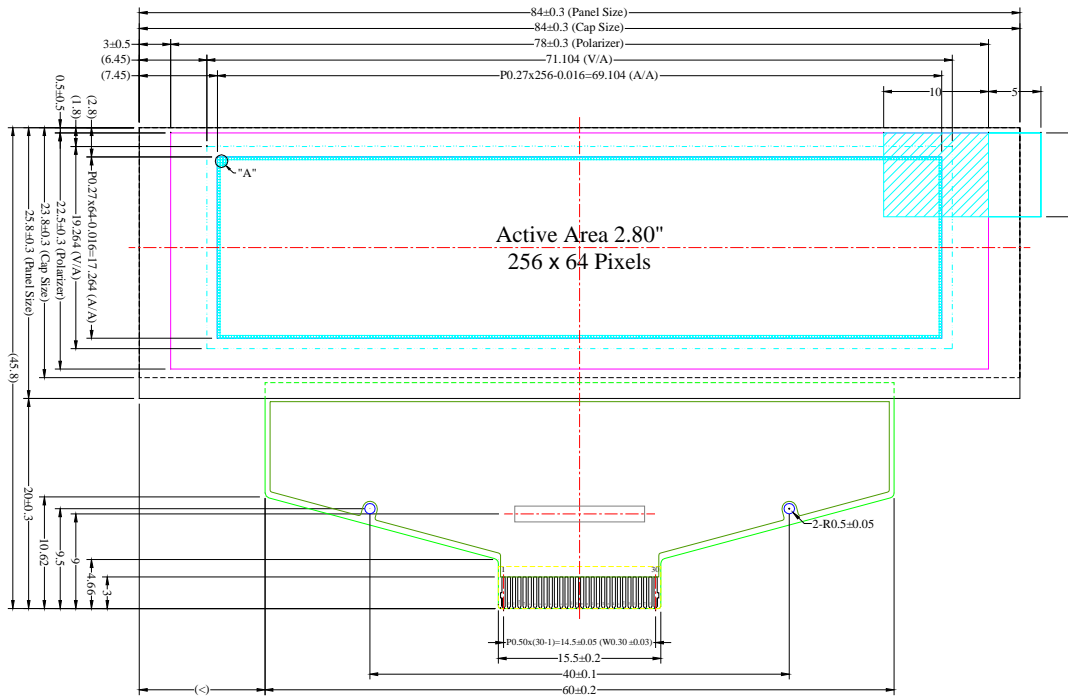 84±0.3 (Panel Size)
84±0.3 (Cap Size)
3±0.5
78±0.3 (Polarizer)
(6.45)
71.104 (V/A)
(7.45)
P0.27x256-0.016=69.104 (A/A)
10
5
0.5±0.5
(1.8)
(2.8)
"A"
P0.27x64-0.016=17.264 (A/A)
19.264 (V/A)
22.5±0.3 (Polarizer)
23.8±0.3 (Cap Size)
25.8±0.3 (Panel Size)
(45.8)
Active Area 2.80"
256 x 64 Pixels
20±0.3
10.62
9.5
9
4.66
3
2-R0.5±0.05
1
30
P0.50x(30-1)=14.5±0.05 (W0.30 ±0.03)
15.5±0.2
40±0.1
(<)
60±0.2